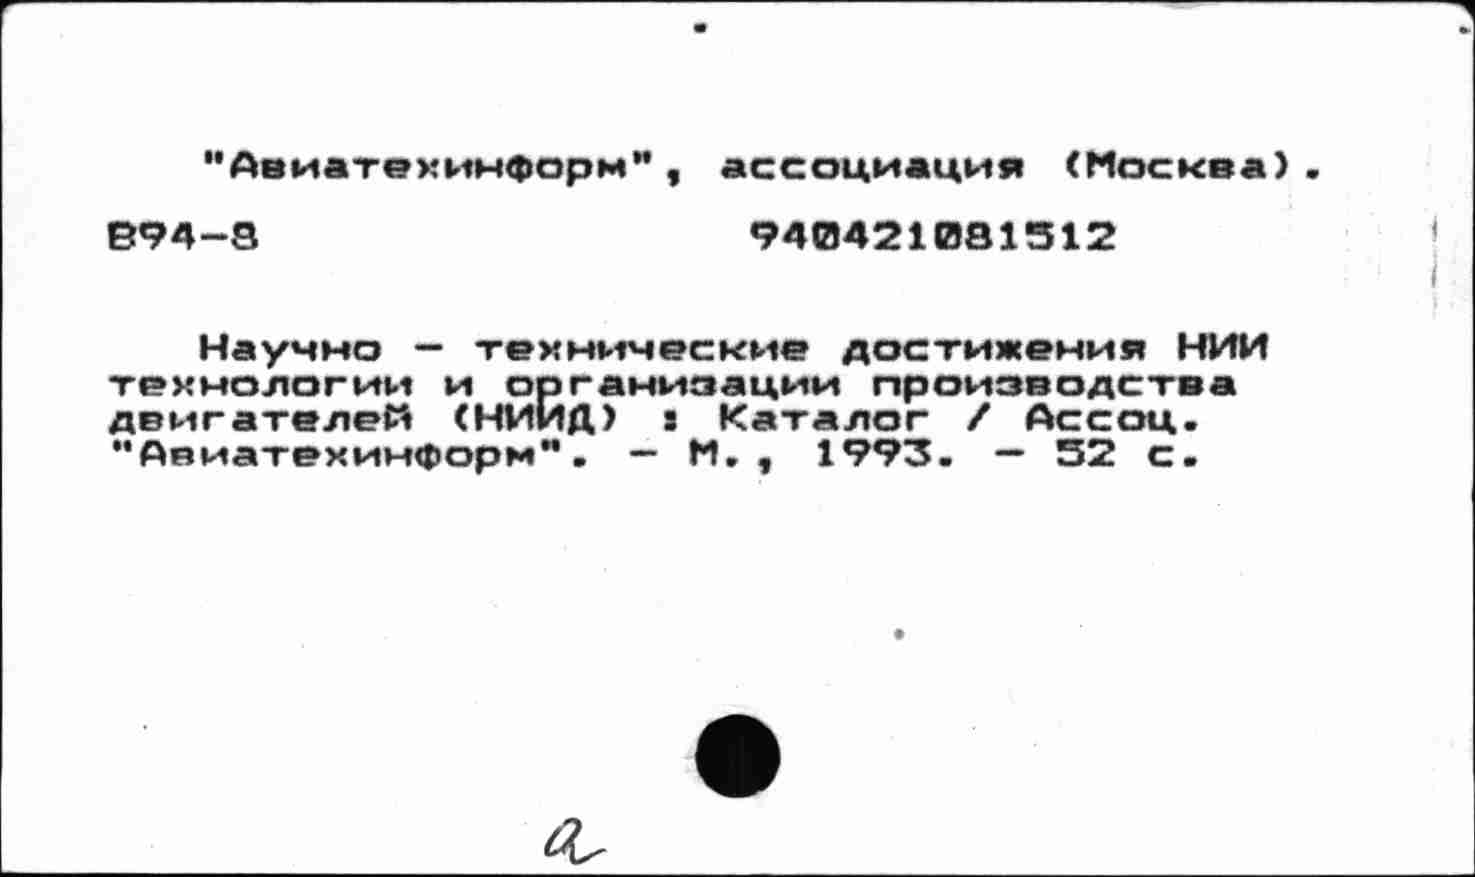 "Авиатехинформ", ассоциация (Москва).
В94-8 940421081512
Научно - технические достижения НИИ
технологии и организации производства
двигателей (НИИД) : Каталог / Ассоц.
"Авиатехинформ". - М., 1993. - 52 с.
а